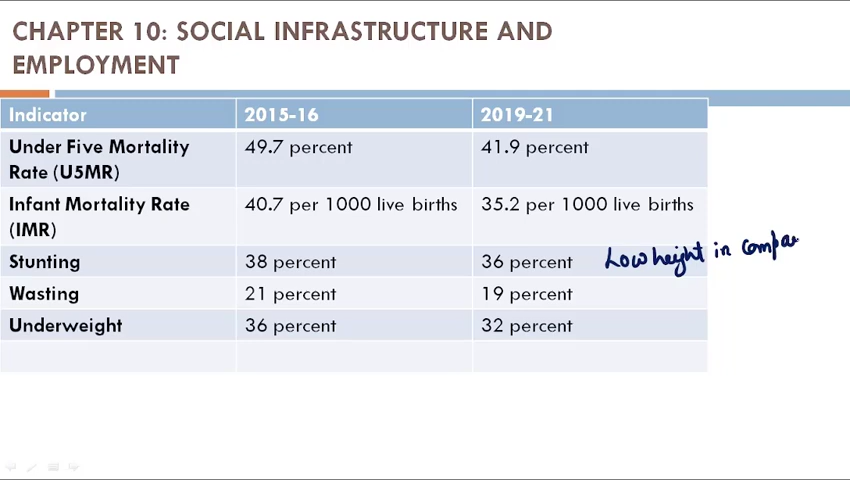 CHAPTER 10: SOCIAL INFRASTRUCTURE AND
EMPLOYMENT
Indicator 2015-16 2019-21
Under Five Mortality Rate (U5MR) 49.7 percent 41.9 percent
Infant Mortality Rate (IMR) 40.7 per 1000 live births 35.2 per 1000 live births
Stunting 38 percent 36 percent Low height in compa
Wasting 21 percent 19 percent
Underweight 36 percent 32 percent